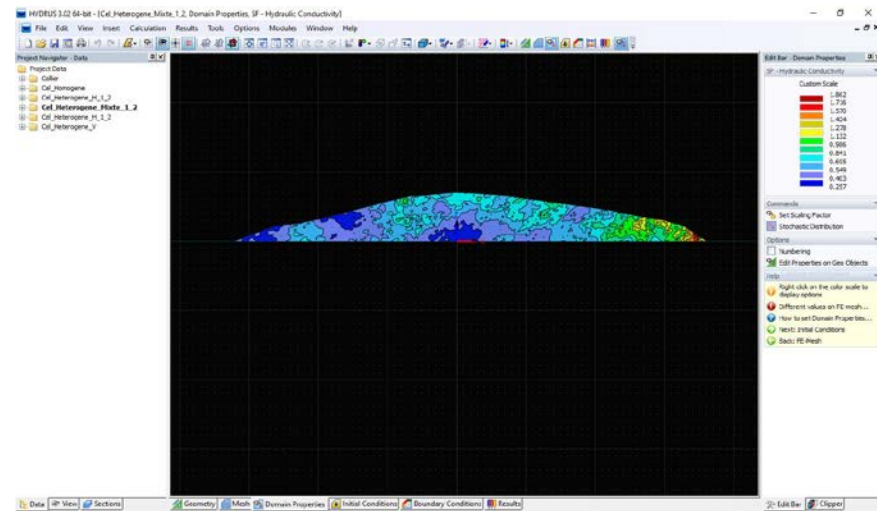 HYDRUS 3.02 64-bit - [Cel_Heterogene_Mixte_1_2, Domain Properties, SF - Hydraulic Conductivity]
File Edit View Insert Calculation Results Tools Options Modules Window Help
Project Navigator - Data
Project Data
Cel_Homogene
Cel_Heterogene_H_1_2
Cel_Heterogene_Mixte_1_2
Cel_Heterogene_H_1_2
Cel_Heterogene_V
Edit Bar - Domain Properties
SF - Hydraulic Conductivity
Custom Scale
1.862
1.716
1.570
1.424
1.278
1.132
0.986
0.841
0.695
0.549
0.403
0.257
Commands
Set Scaling Factor
Stochastic Distribution
Options
Numbering
Edit Properties on Geo Objects
Help
Right click on the color scale to
display options
Different values on FE mesh...
How to set Domain Properties...
Next: Initial Conditions
Back: FE-Mesh
Data View Sections
Geometry Mesh Domain Properties Initial Conditions Boundary Conditions Results
Edit Bar Clipper